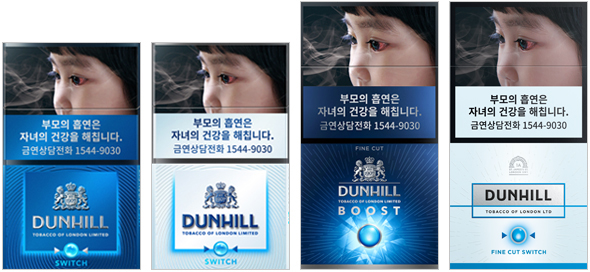 부모의 흡연은
자녀의 건강을 해칩니다.
금연상담전화 1544-9030
DUNHILL
TOBACCO OF LONDON LIMITED
SWITCH
부모의 흡연은
자녀의 건강을 해칩니다.
금연상담전화 1544-9030
DUNHILL
TOBACCO OF LONDON LIMITED
SWITCH
부모의 흡연은
자녀의 건강을 해칩니다.
금연상담전화 1544-9030
FINE CUT
DUNHILL
TOBACCO OF LONDON LIMITED
BOOST
부모의 흡연은
자녀의 건강을 해칩니다.
금연상담전화 1544-9030
DUNHILL
TOBACCO OF LONDON LTD
FINE CUT SWITCH